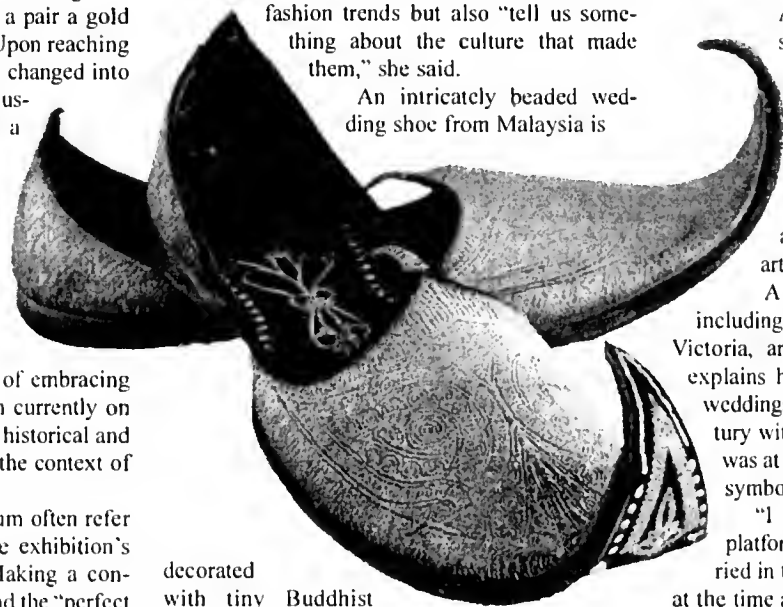 a pair a gold
Upon reaching
changed into
us-
a
of embracing
currently on
historical and
the context of
um often refer
exhibition's
Making a con-
nd the "perfect
fashion trends but also "tell us some-
thing about the culture that made
them," she said.
An intricately beaded wed-
ding shoe from Malaysia is
decorated
with tiny Buddhist
A
including
Victoria, an
explains h
wedding
tury wit
was at
symbo
"I
platfor
ried in t
at the time